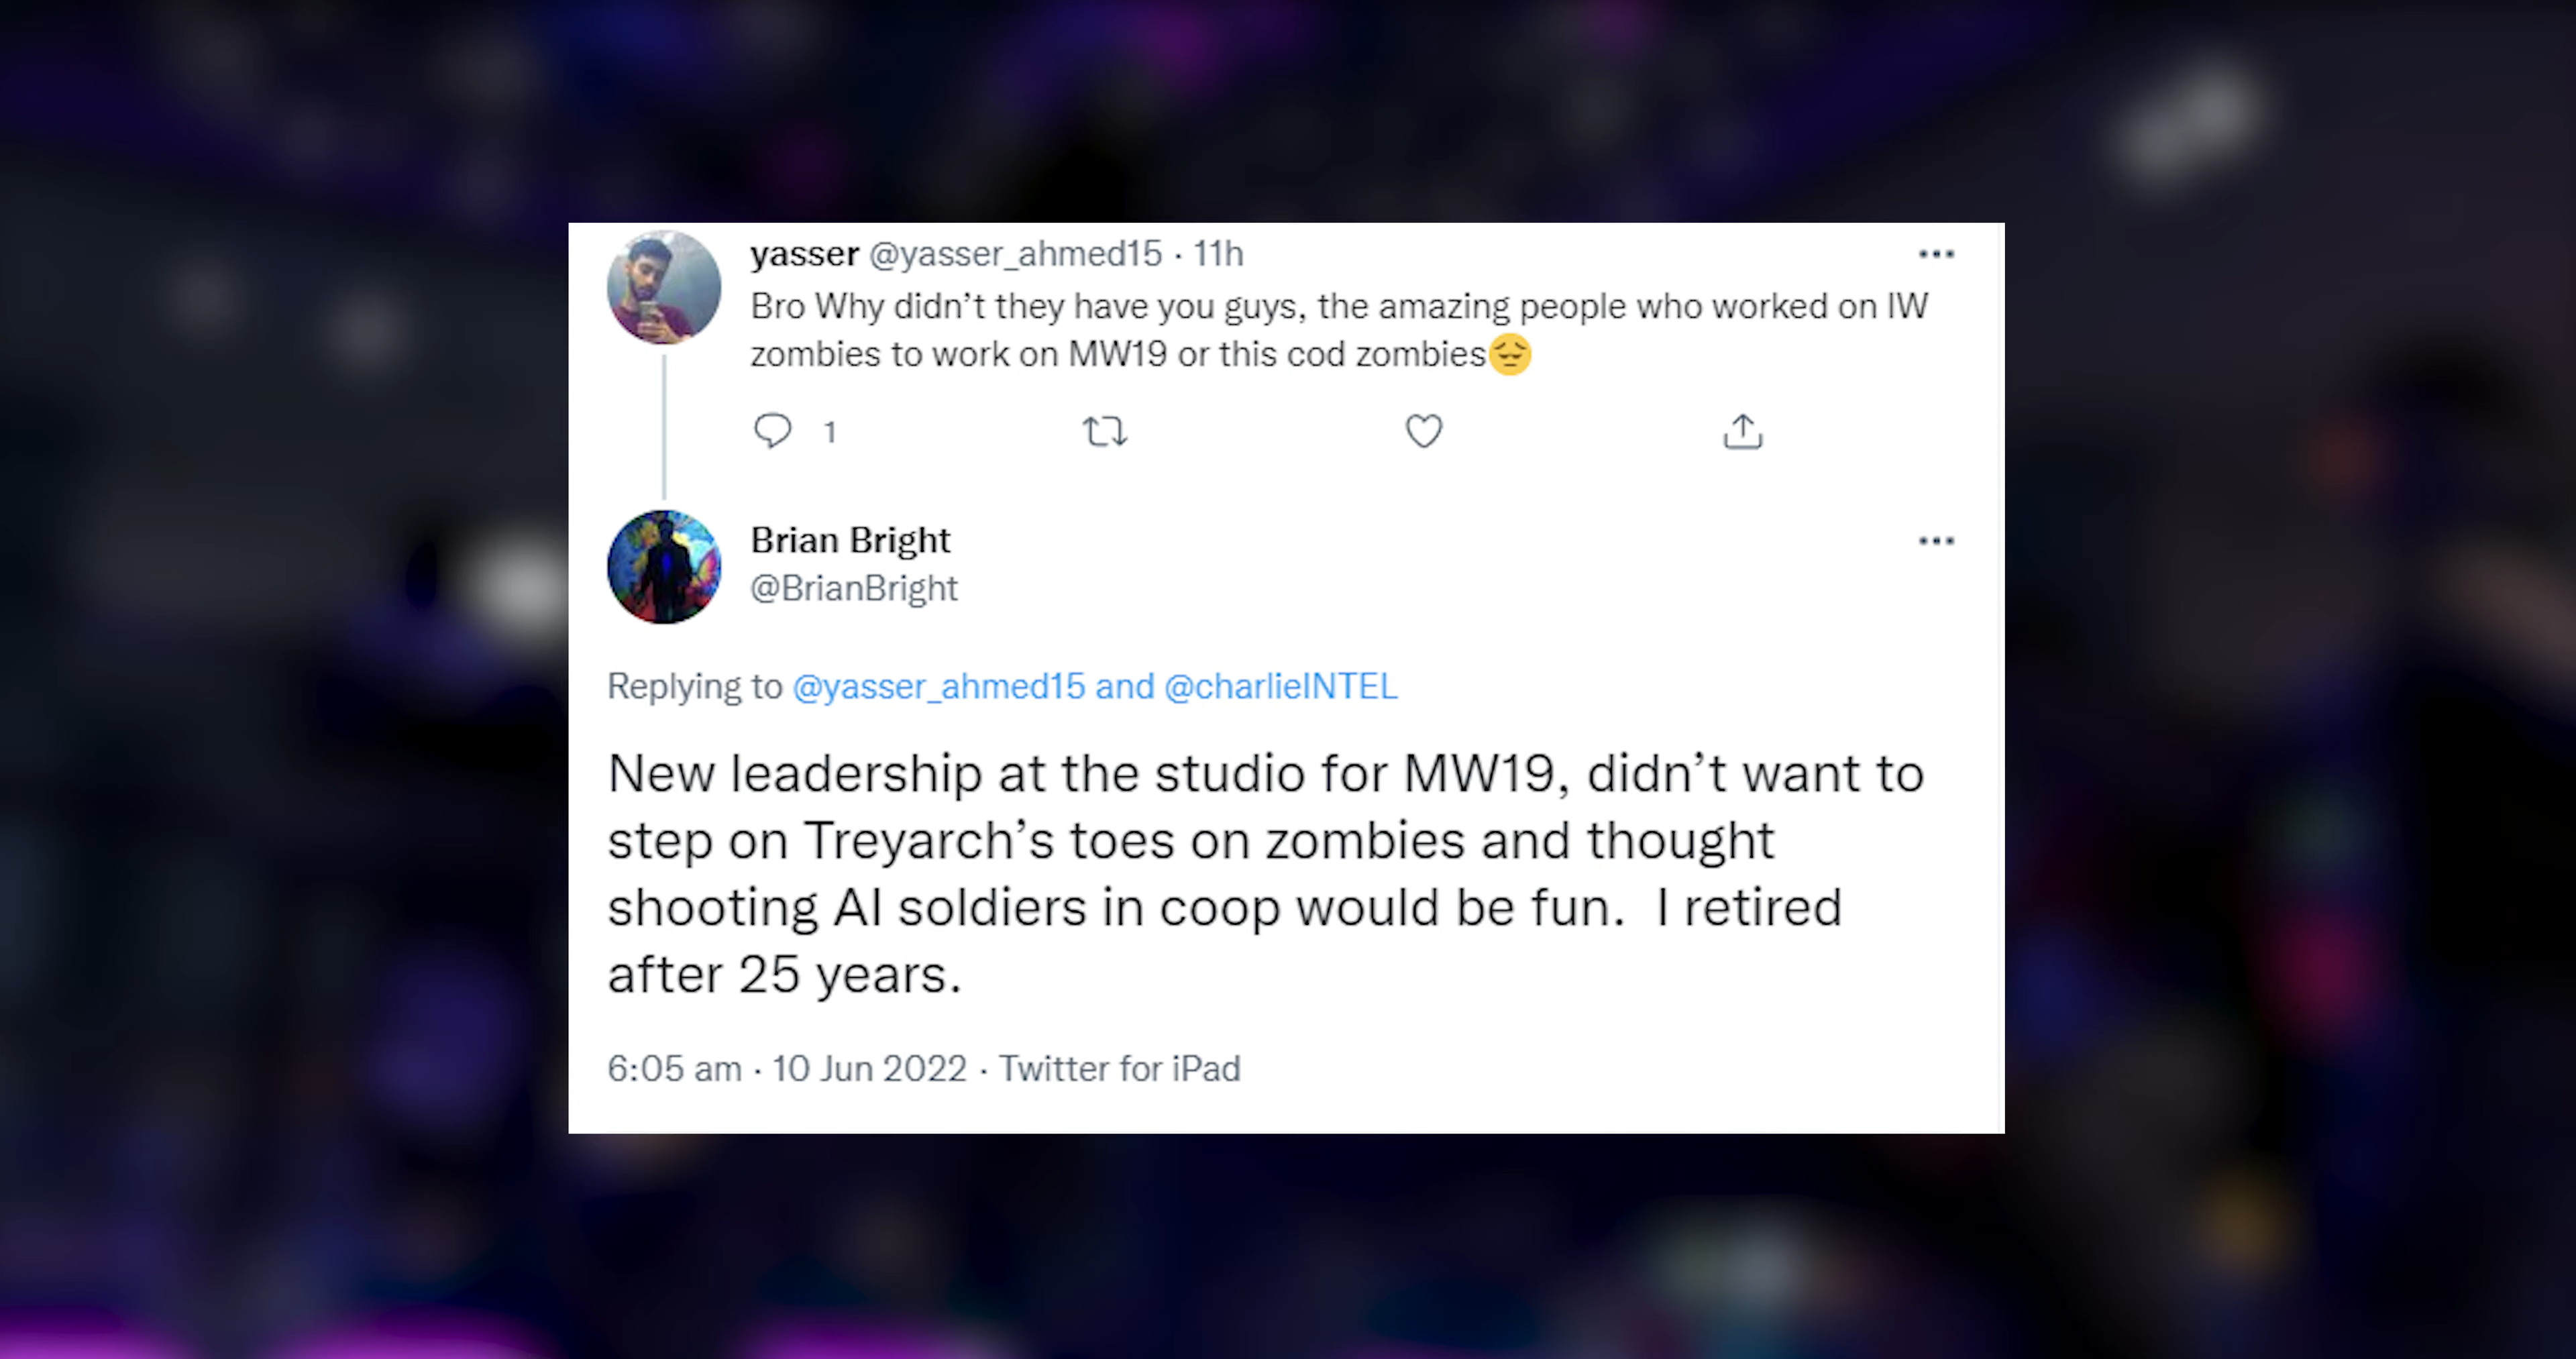 yasser @yasser_ahmed15 · 11h
Bro Why didn’t they have you guys, the amazing people who worked on IW
zombies to work on MW19 or this cod zombies😔
1
Brian Bright
@BrianBright
Replying to @yasser_ahmed15 and @charlieINTEL
New leadership at the studio for MW19, didn’t want to
step on Treyarch’s toes on zombies and thought
shooting AI soldiers in coop would be fun.  I retired
after 25 years.
6:05 am · 10 Jun 2022 · Twitter for iPad